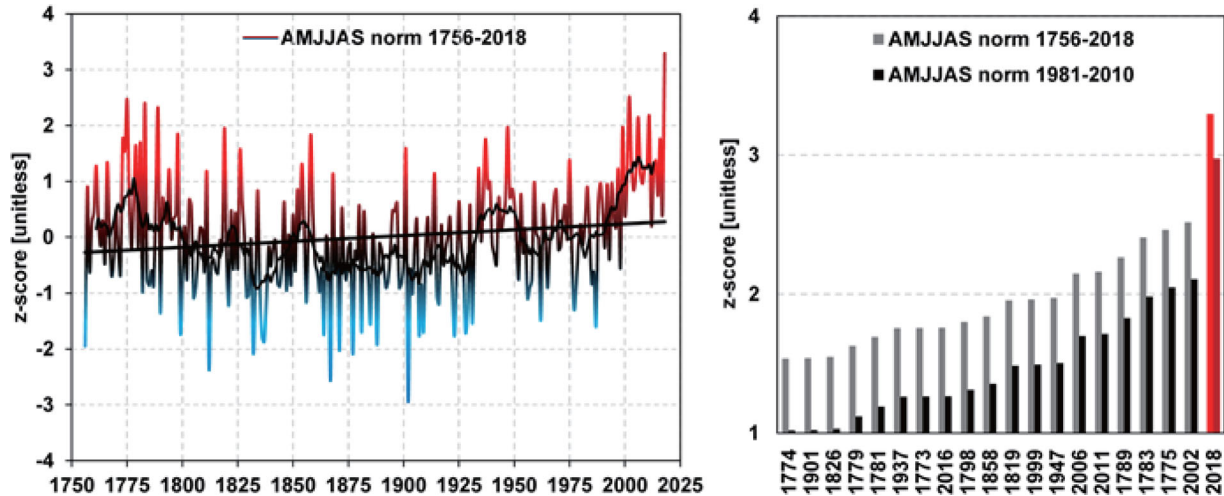 AMJJAS norm 1756-2018
z-score [unitless]
4
3
2
1
0
-1
-2
-3
-4
1750 1775 1800 1825 1850 1875 1900 1925 1950 1975 2000 2025
AMJJAS norm 1756-2018
AMJJAS norm 1981-2010
z-score [unitless]
4
3
2
1
1774 1901 1826 1779 1781 1937 1773 2016 1798 1858 1819 1999 1947 2006 2011 1789 1783 1775 2002 2018